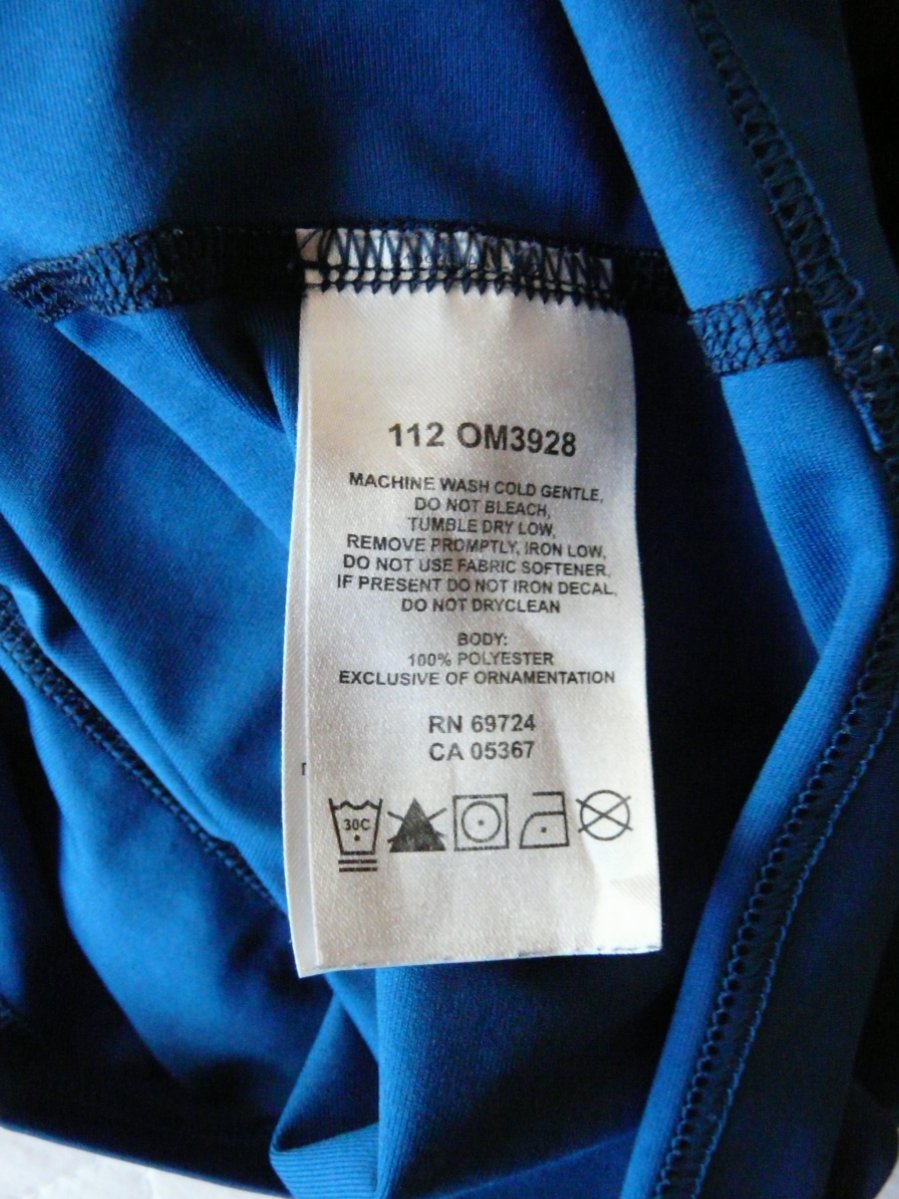 112 OM3928
MACHINE WASH COLD GENTLE,
DO NOT BLEACH,
TUMBLE DRY LOW,
REMOVE PROMPTLY, IRON LOW,
DO NOT USE FABRIC SOFTENER,
IF PRESENT DO NOT IRON DECAL,
DO NOT DRYCLEAN
BODY:
100% POLYESTER
EXCLUSIVE OF ORNAMENTATION
RN 69724
CA 05367
30C